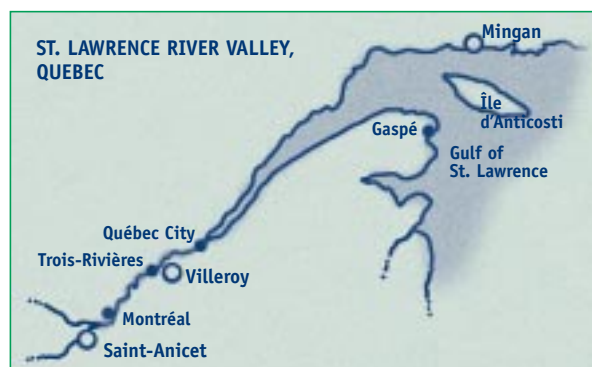 ST. LAWRENCE RIVER VALLEY,
QUEBEC
Mingan
Île
d'Anticosti
Gaspé
Gulf of
St. Lawrence
Québec City
Trois-Rivières
Villeroy
Montréal
Saint-Anicet